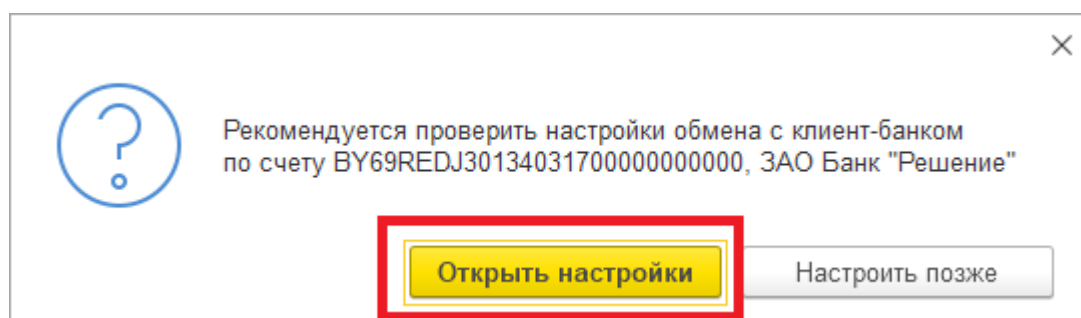 Рекомендуется проверить настройки обмена с клиент-банком
по счету BY69REDJ30134031700000000000, ЗАО Банк "Решение"
Открыть настройки
Настроить позже